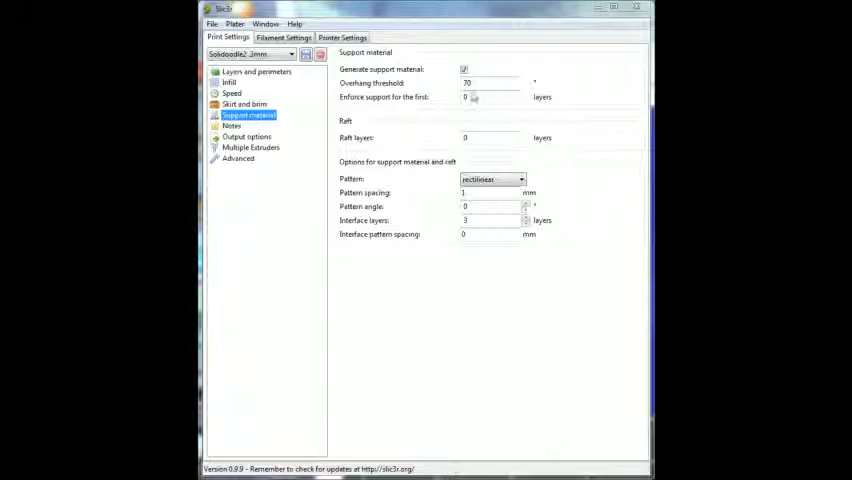 Slic3r
File Plater Window Help
Print Settings Filament Settings Printer Settings
Solidoodle2 .3mm
Layers and perimeters
Infill
Speed
Skirt and brim
Support material
Notes
Output options
Multiple Extruders
Advanced
Support material
Generate support material:
Overhang threshold: 70 °
Enforce support for the first: 0 layers
Raft
Raft layers: 0
Options for support material and raft
Pattern: rectilinear
Pattern spacing: 1 mm
Pattern angle: 0 °
Interface layers: 3 layers
Interface pattern spacing: 0 mm
Version 0.9.9 - Remember to check for updates at http://slic3r.org/